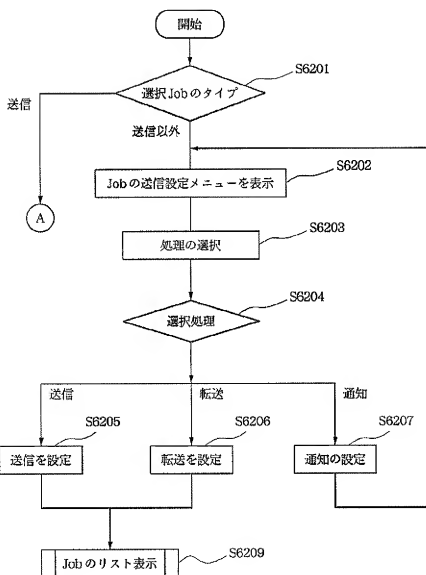 開始
S6201
選択Jobのタイプ
送信
送信以外
S6202
Jobの送信設定メニューを表示
A
S6203
処理の選択
S6204
選択処理
送信
転送
通知
S6205
S6206
S6207
送信を設定
転送を設定
通知の設定
S6209
Jobのリスト表示